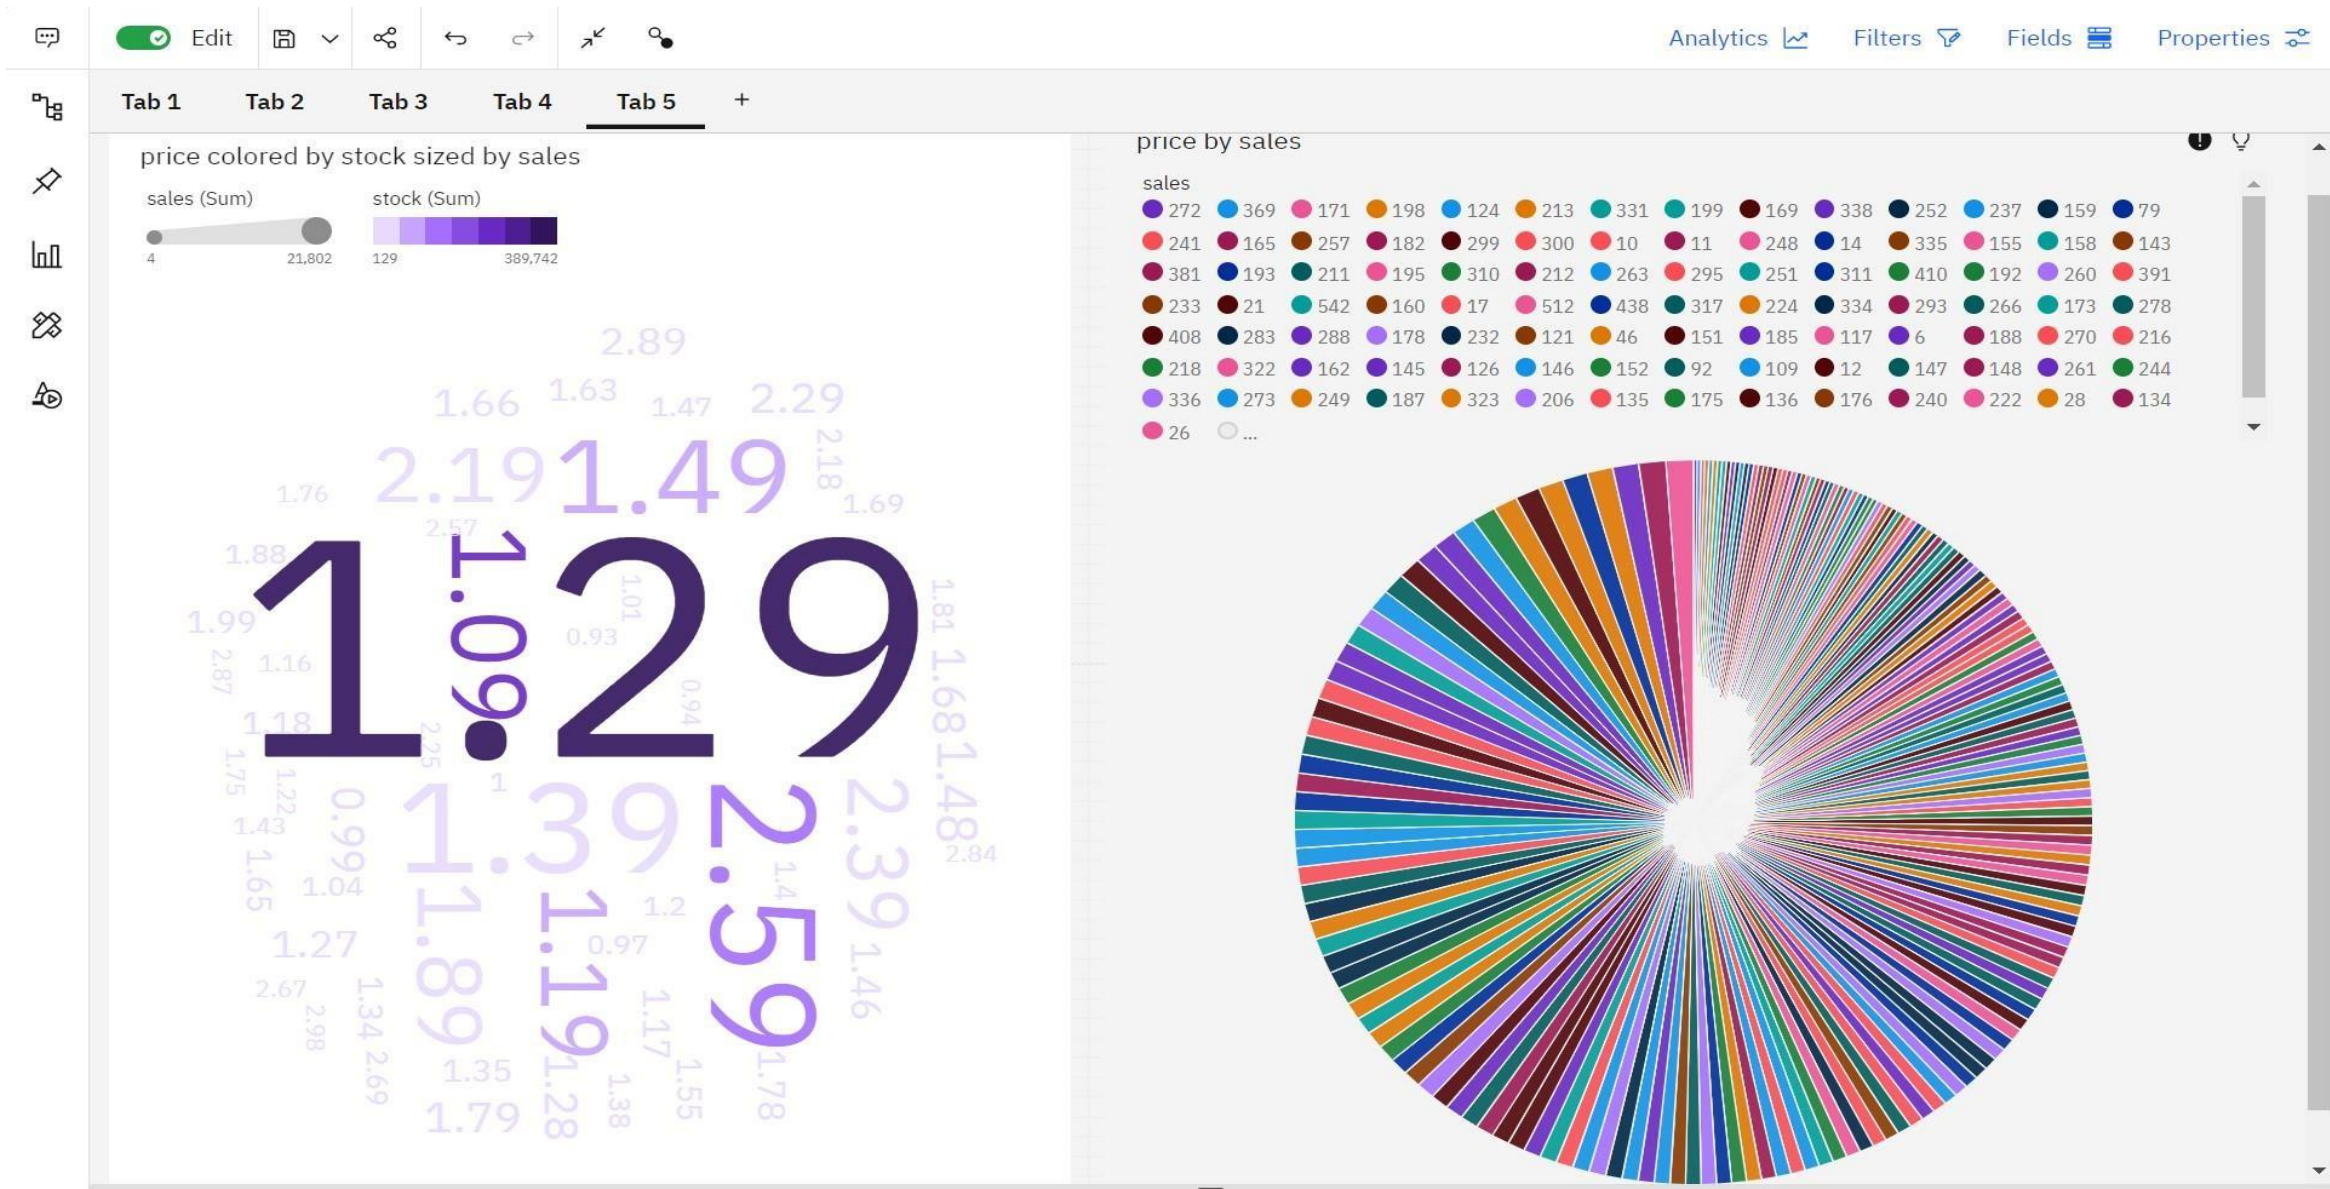 Edit
Analytics Filters Fields Properties
Tab 1 Tab 2 Tab 3 Tab 4 Tab 5 +
price colored by stock sized by sales
sales (Sum) stock (Sum)
4 21,802 129 389,742
2.89
1.66 1.63 1.47 2.29
2.19 1.49 2.18
1.76 1.69
2.57
1.88 1.09 1.29 1.01 1.81
1.99 0.93
2.87 1.16 0.94 1.68
1.18 2.25
1.75 1.22 0.99 1 1.39 2.59 2.39 1.48
1.43 2.84
1.65 1.04 1.4
1.89 1.19 1.2
1.27 0.97 1.46
2.67 2.98 1.34 1.17
2.69 1.35 1.28 1.38 1.55 1.78
1.79
price by sales
sales
272 369 171 198 124 213 331 199 169 338 252 237 159 79
241 165 257 182 299 300 10 11 248 14 335 155 158 143
381 193 211 195 310 212 263 295 251 311 410 192 260 391
233 21 542 160 17 512 438 317 224 334 293 266 173 278
408 283 288 178 232 121 46 151 185 117 6 188 270 216
218 322 162 145 126 146 152 92 109 12 147 148 261 244
336 273 249 187 323 206 135 175 136 176 240 222 28 134
26 ...